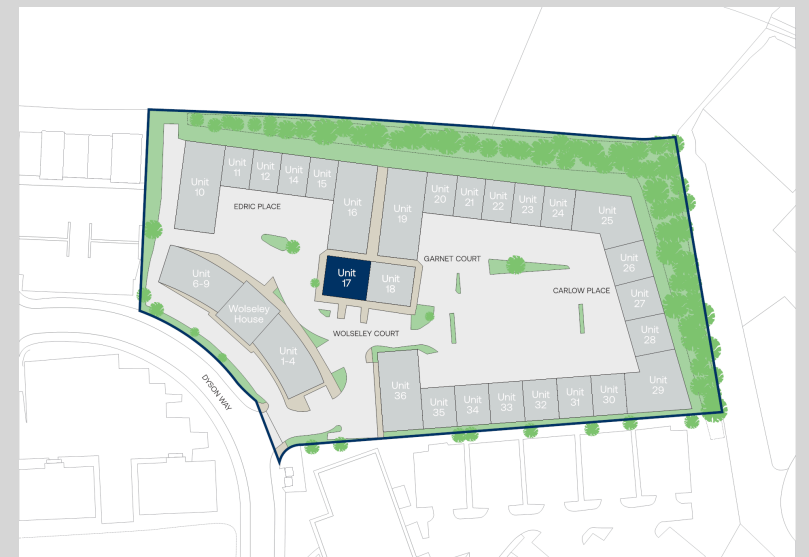 Unit
10
Unit
11
Unit
12
Unit
14
Unit
15
Unit
16
Unit
19
Unit
20
Unit
21
Unit
22
Unit
23
Unit
24
Unit
25
EDRIC PLACE
GARNET COURT
Unit
26
Unit
6-9
Unit
17
Unit
18
CARLOW PLACE
Unit
27
Wolseley
House
WOLSELEY COURT
Unit
28
Unit
1-4
DYSON WAY
Unit
36
Unit
35
Unit
34
Unit
33
Unit
32
Unit
31
Unit
30
Unit
29